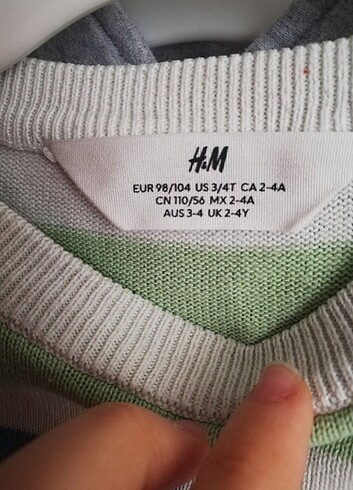 H&M
EUR 98/104 US 3/4T CA 2-4A
CN 110/56 MX 2-4A
AUS 3-4 UK 2-4Y